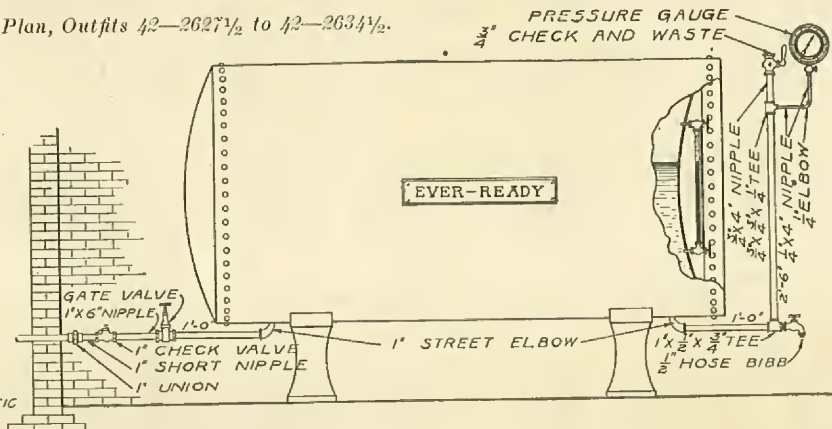 Plan, Outfits 42—2627½ to 42—2634½.
PRESSURE GAUGE
¾" CHECK AND WASTE
EVER-READY
¾"X4" NIPPLE
¾"X¾"X¼" TEE
2'-6"
¼"X4" NIPPLE
¼" ELBOW
GATE VALVE
1"X6" NIPPLE
1'-0"
1" CHECK VALVE
1" SHORT NIPPLE
1" UNION
1" STREET ELBOW
1'-0"
1"X½"X¾" TEE
½" HOSE BIBB